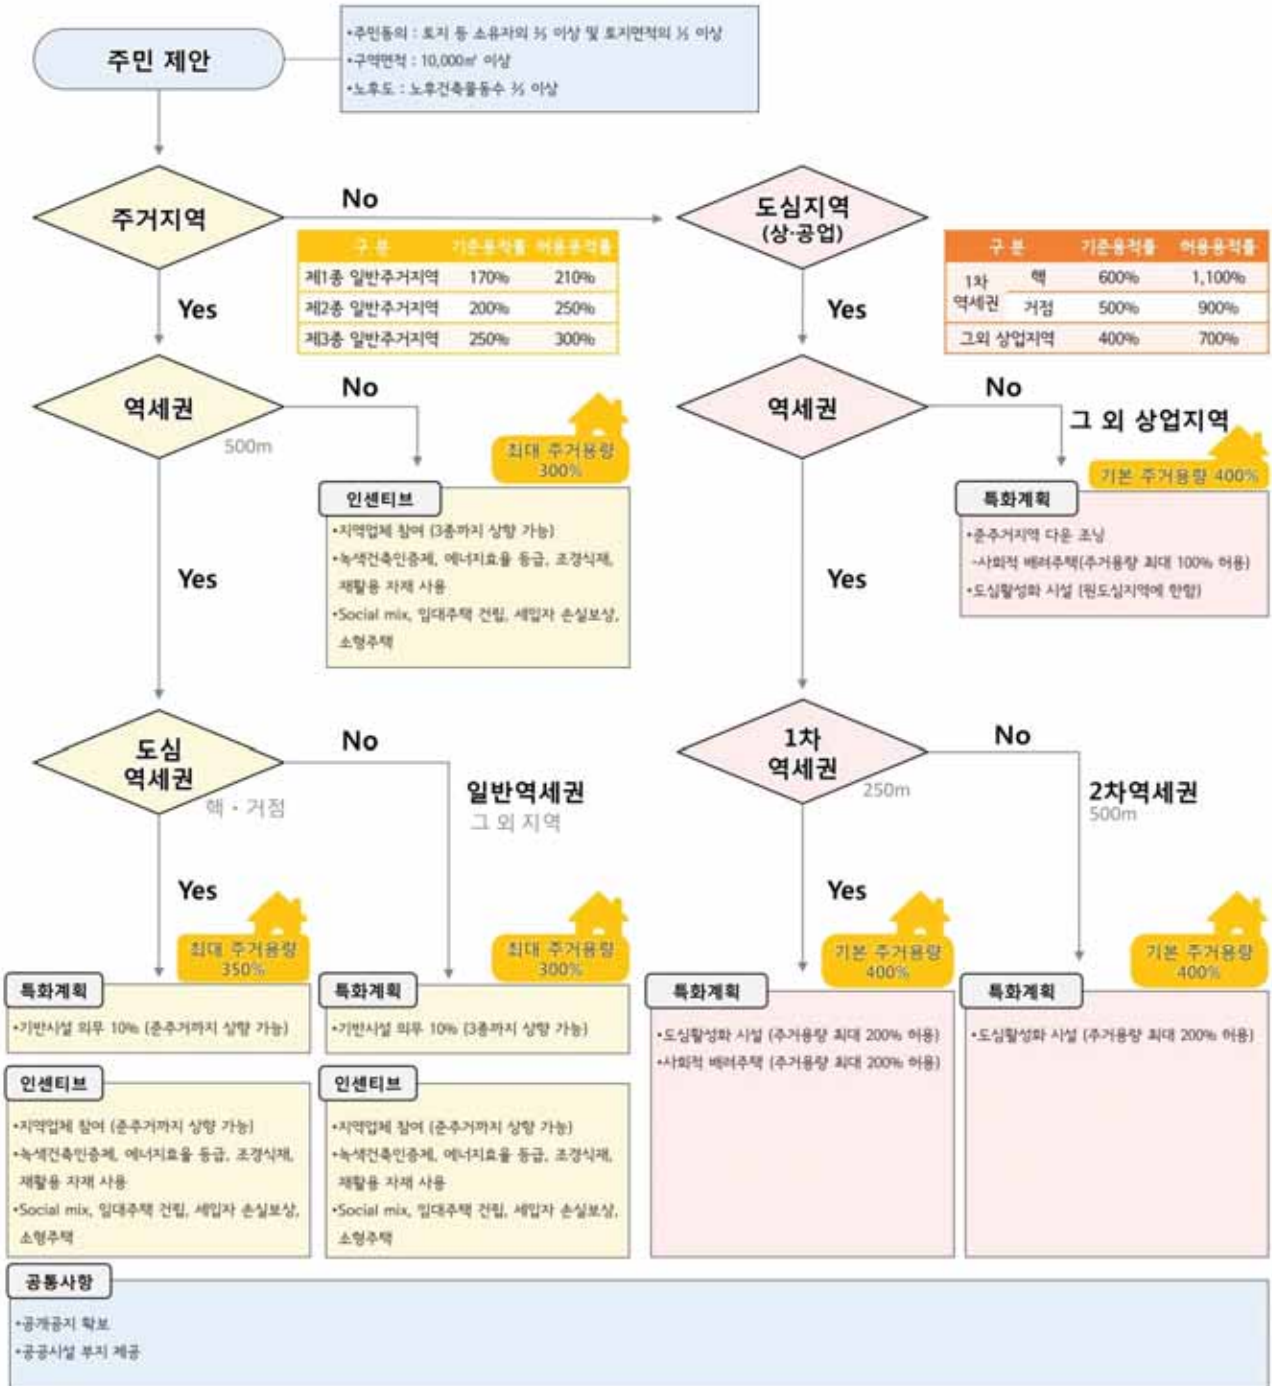 주민 제안
•주민동의 : 토지 등 소유자의 ⅗ 이상 및 토지면적의 ½ 이상
•구역면적 : 10,000㎡ 이상
•노후도 : 노후건축물동수 ⅗ 이상
주거지역
No
도심지역
(상·공업)
구 분 기준용적률 허용용적률
제1종 일반주거지역 170% 210%
제2종 일반주거지역 200% 250%
제3종 일반주거지역 250% 300%
구 분 기준용적률 허용용적률
1차 역세권 핵 600% 1,100%
거점 500% 900%
그외 상업지역 400% 700%
Yes
Yes
역세권
500m
No
최대 주거용량
300%
인센티브
•지역업체 참여 (3종까지 상향 가능)
•녹색건축인증제, 에너지효율 등급, 조경식재,
재활용 자재 사용
•Social mix, 임대주택 건립, 세입자 손실보상,
소형주택
역세권
No
그 외 상업지역
기본 주거용량 400%
특화계획
•준주거지역 다운 조닝
-사회적 배려주택(주거용량 최대 100% 허용)
•도심활성화 시설 (원도심지역에 한함)
Yes
Yes
도심
역세권
핵 · 거점
No
일반역세권
그 외 지역
1차
역세권
250m
No
2차역세권
500m
Yes
Yes
최대 주거용량
350%
최대 주거용량
300%
기본 주거용량
400%
기본 주거용량
400%
특화계획
•기반시설 의무 10% (준주거까지 상향 가능)
인센티브
•지역업체 참여 (준주거까지 상향 가능)
•녹색건축인증제, 에너지효율 등급, 조경식재,
재활용 자재 사용
•Social mix, 임대주택 건립, 세입자 손실보상,
소형주택
특화계획
•기반시설 의무 10% (3종까지 상향 가능)
인센티브
•지역업체 참여 (준주거까지 상향 가능)
•녹색건축인증제, 에너지효율 등급, 조경식재,
재활용 자재 사용
•Social mix, 임대주택 건립, 세입자 손실보상,
소형주택
특화계획
•도심활성화 시설 (주거용량 최대 200% 허용)
•사회적 배려주택 (주거용량 최대 200% 허용)
특화계획
•도심활성화 시설 (주거용량 최대 200% 허용)
공통사항
•공개공지 확보
•공공시설 부지 제공